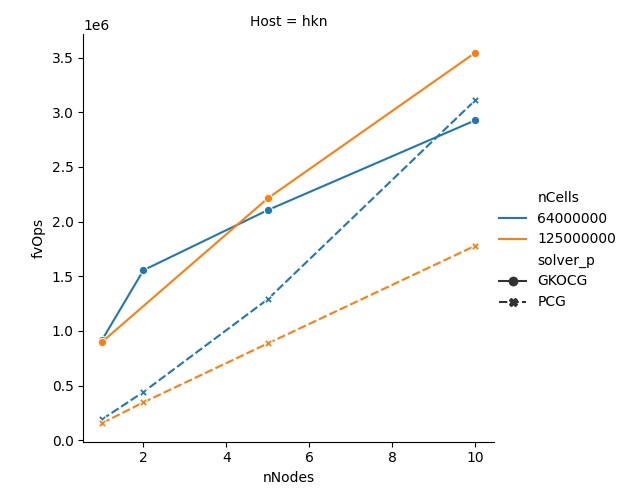 Host = hkn
1e6
3.5
3.0
2.5
2.0
1.5
1.0
0.5
0.0
fvOps
2 4 6 8 10
nNodes
nCells
64000000
125000000
solver_p
GKOCG
PCG